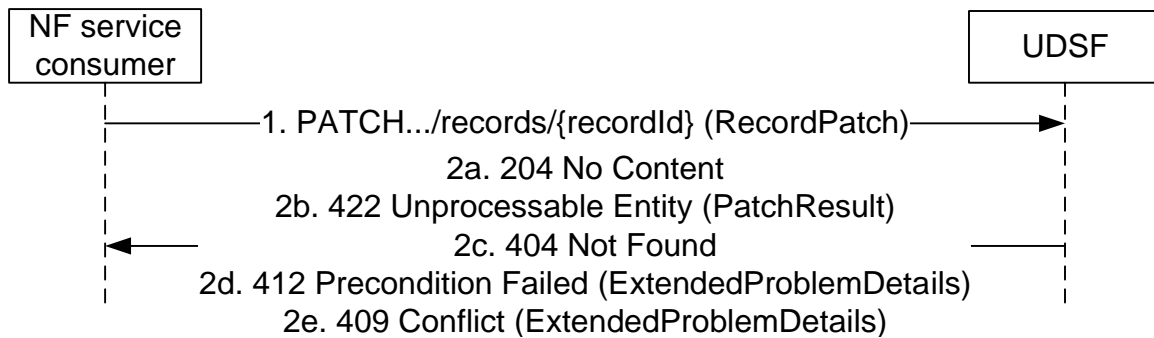 NF service
consumer
UDSF
1. PATCH.../records/{recordId} (RecordPatch)
2a. 204 No Content
2b. 422 Unprocessable Entity (PatchResult)
2c. 404 Not Found
2d. 412 Precondition Failed (ExtendedProblemDetails)
2e. 409 Conflict (ExtendedProblemDetails)